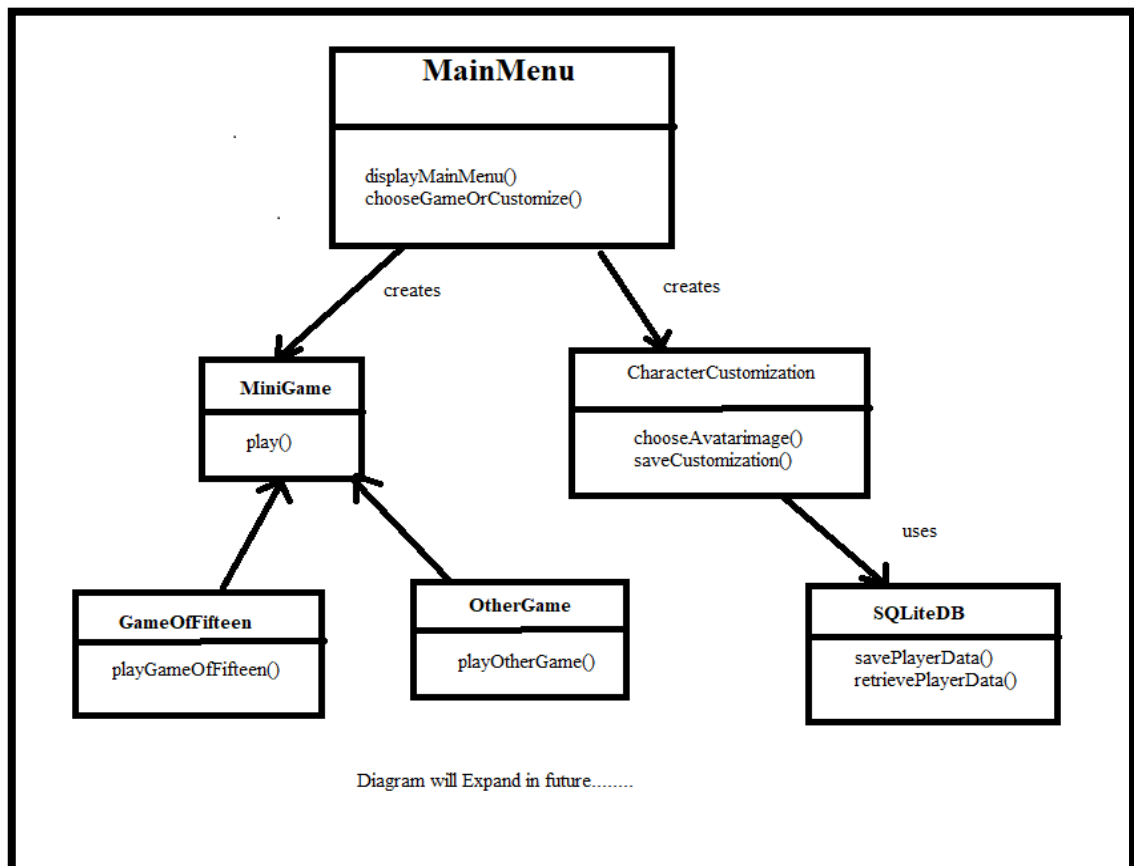 MainMenu
displayMainMenu()
chooseGameOrCustomize()
creates
creates
MiniGame
play()
CharacterCustomization
chooseAvatarimage()
saveCustomization()
uses
GameOfFifteen
playGameOfFifteen()
OtherGame
playOtherGame()
SQLiteDB
savePlayerData()
retrievePlayerData()
Diagram will Expand in future........